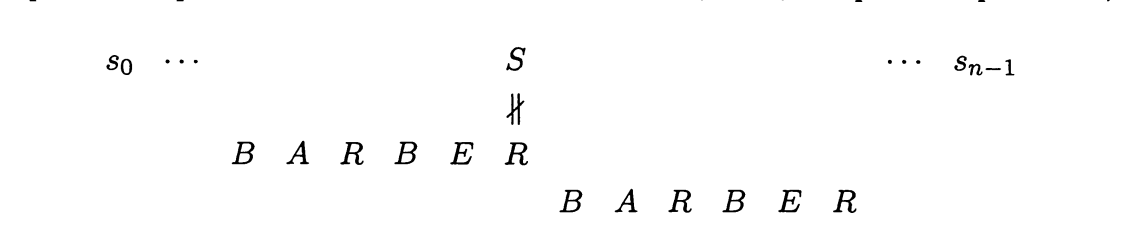 s₀ ⋯ S ⋯ sₙ₋₁
∦
B A R B E R
B A R B E R